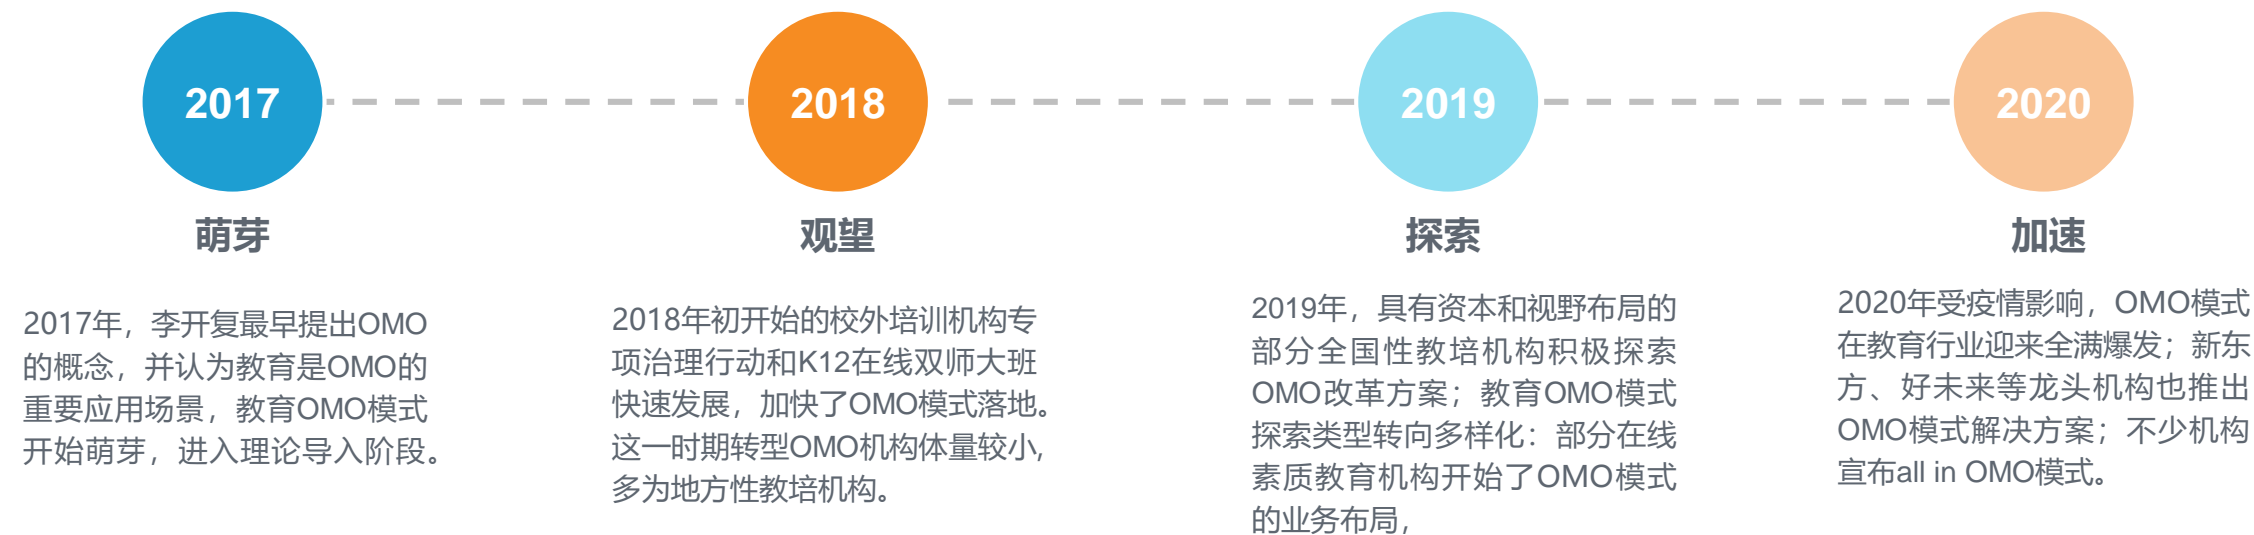 2017
2018
2019
2020
萌芽
观望
探索
加速
2017年，李开复最早提出OMO
的概念，并认为教育是OMO的
重要应用场景，教育OMO模式
开始萌芽，进入理论导入阶段。
2018年初开始的校外培训机构专
项治理行动和K12在线双师大班
快速发展，加快了OMO模式落地。
这一时期转型OMO机构体量较小,
多为地方性教培机构。
2019年，具有资本和视野布局的
部分全国性教培机构积极探索
OMO改革方案；教育OMO模式
探索类型转向多样化：部分在线
素质教育机构开始了OMO模式
的业务布局，
2020年受疫情影响，OMO模式
在教育行业迎来全满爆发；新东
方、好未来等龙头机构也推出
OMO模式解决方案；不少机构
宣布all in OMO模式。